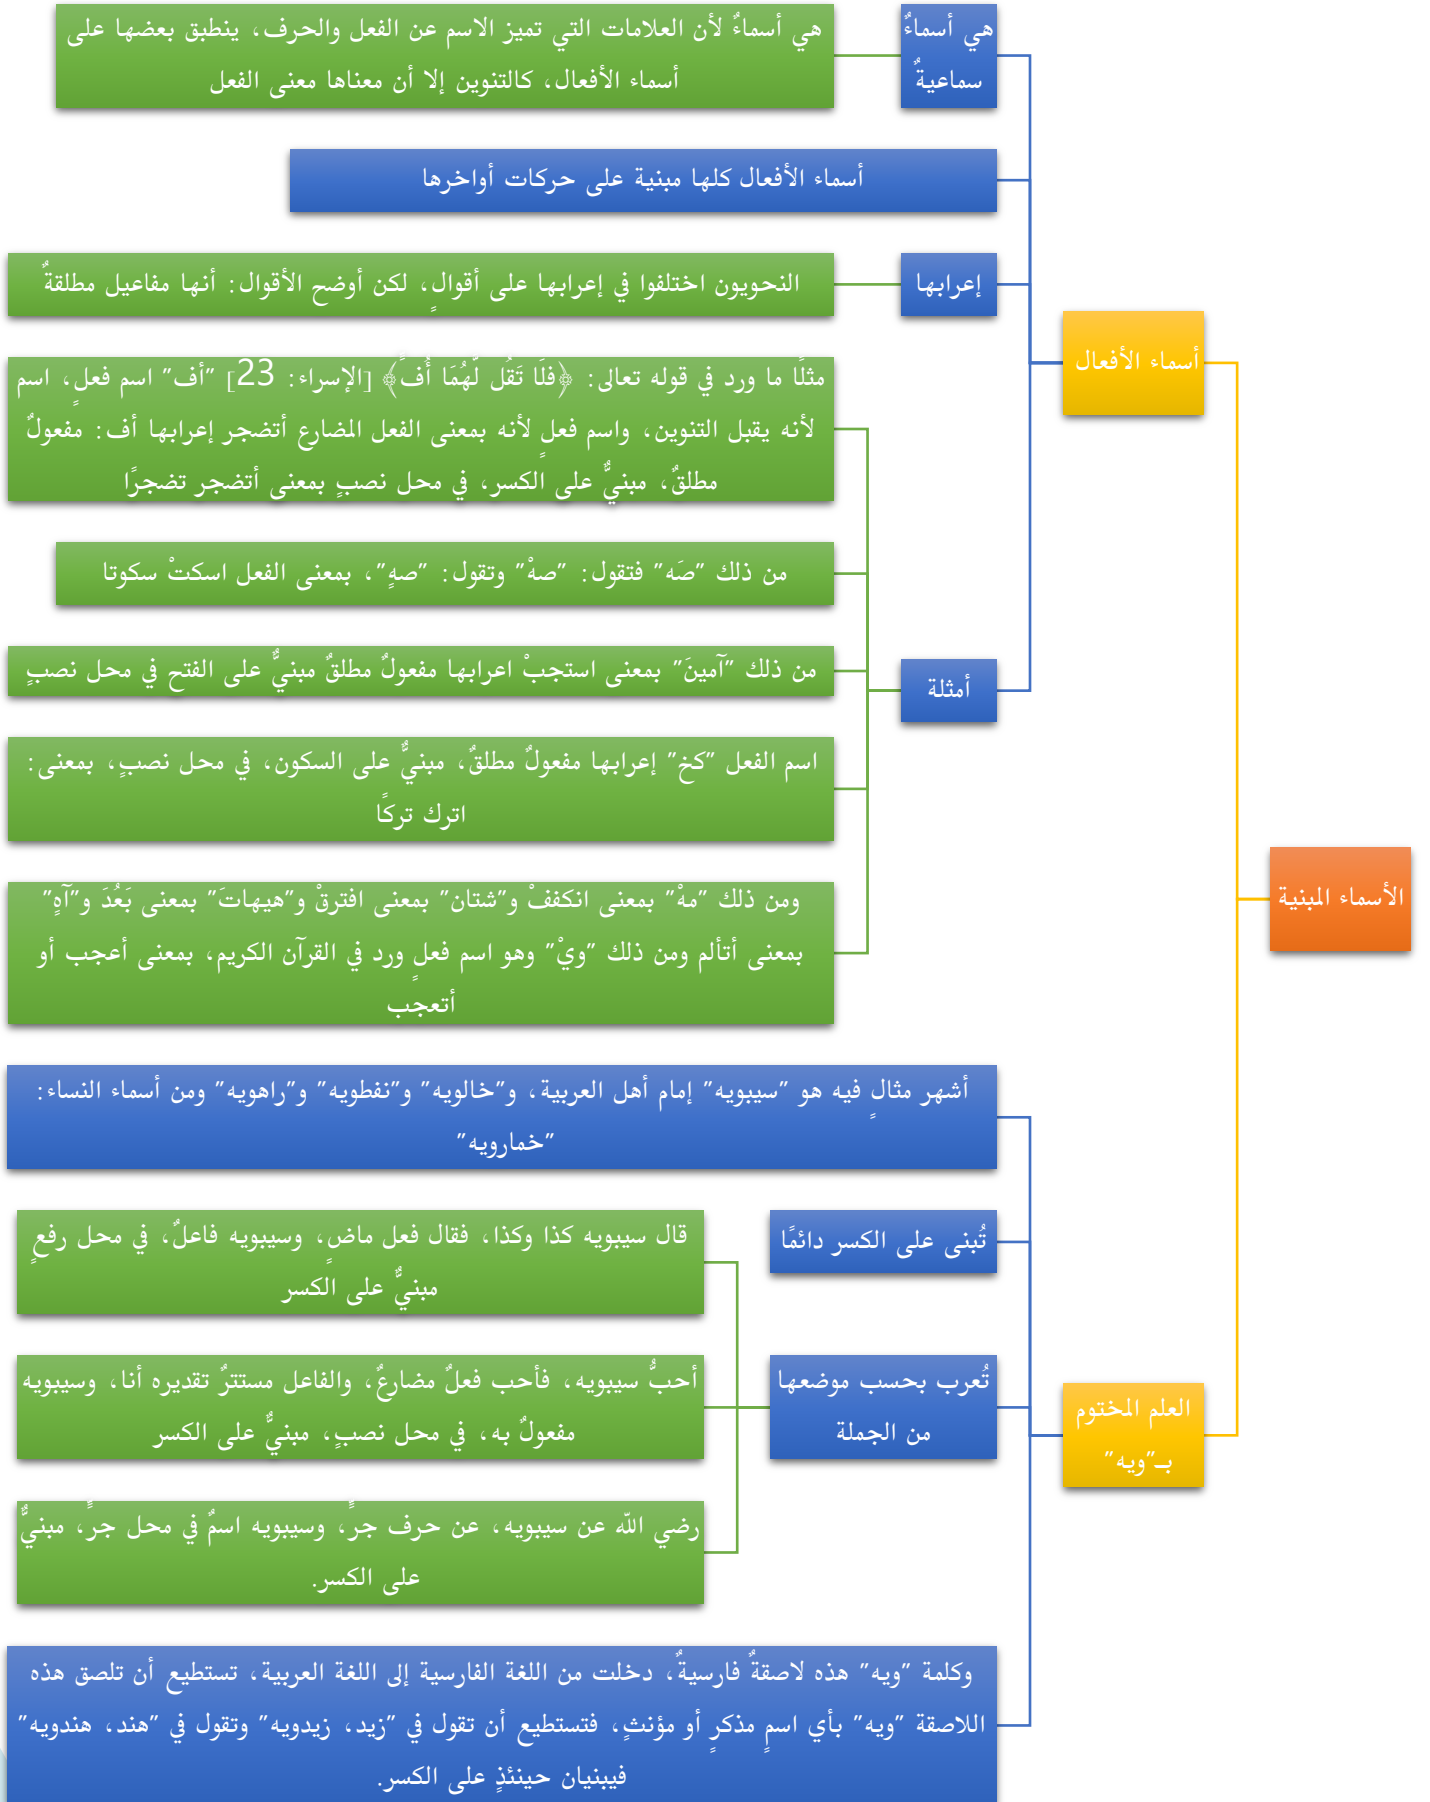 الأسماء المبنية
أسماء الأفعال
هي أسماءٌ
سماعيةٌ
هي أسماءٌ لأن العلامات التي تميز الاسم عن الفعل والحرف، ينطبق بعضها على
أسماء الأفعال، كالتنوين إلا أن معناها معنى الفعل
أسماء الأفعال كلها مبنية على حركات أواخرها
إعرابها
النحويون اختلفوا في إعرابها على أقوالٍ، لكن أوضح الأقوال: أنها مفاعيل مطلقةٌ
أمثلة
مثلًا ما ورد في قوله تعالى: ﴿فَلَا تَقُل لَّهُمَا أُفٍّ﴾ [الإسراء: 23] "أف" اسم فعلٍ، اسم
لأنه يقبل التنوين، واسم فعلٍ لأنه بمعنى الفعل المضارع أتضجر إعرابها أف: مفعولٌ
مطلقٌ، مبنيٌّ على الكسر، في محل نصبٍ بمعنى أتضجر تضجرًا
من ذلك "صَه" فتقول: "صهْ" وتقول: "صهٍ"، بمعنى الفعل اسكتْ سكوتا
من ذلك "آمينَ" بمعنى استجبْ اعرابها مفعولٌ مطلقٌ مبنيٌّ على الفتح في محل نصبٍ
اسم الفعل "كخ" إعرابها مفعولٌ مطلقٌ، مبنيٌّ على السكون، في محل نصبٍ، بمعنى:
اترك تركًا
ومن ذلك "مهْ" بمعنى انكففْ و"شتان" بمعنى افترقْ و"هيهاتَ" بمعنى بَعُدَ و"آهٍ"
بمعنى أتألم ومن ذلك "ويْ" وهو اسم فعلٍ ورد في القرآن الكريم، بمعنى أعجب أو
أتعجب
العلم المختوم
بـ"ويه"
أشهر مثالٍ فيه هو "سيبويه" إمام أهل العربية، و"خالويه" و"نفطويه" و"راهويه" ومن أسماء النساء:
"خمارويه"
تُبنى على الكسر دائمًا
تُعرب بحسب موضعها
من الجملة
قال سيبويه كذا وكذا، فقال فعل ماضٍ، وسيبويه فاعلٌ، في محل رفعٍ
مبنيٌّ على الكسر
أحبُّ سيبويه، فأحب فعلٌ مضارعٌ، والفاعل مستترٌ تقديره أنا، وسيبويه
مفعولٌ به، في محل نصبٍ، مبنيٌّ على الكسر
رضي الله عن سيبويه، عن حرف جرٍّ، وسيبويه اسمٌ في محل جرٍّ، مبنيٌّ
على الكسر.
وكلمة "ويه" هذه لاصقةٌ فارسيةٌ، دخلت من اللغة الفارسية إلى اللغة العربية، تستطيع أن تلصق هذه
اللاصقة "ويه" بأي اسمٍ مذكرٍ أو مؤنثٍ، فتستطيع أن تقول في "زيد، زيدويه" وتقول في "هند، هندويه"
فيبنيان حينئذٍ على الكسر.